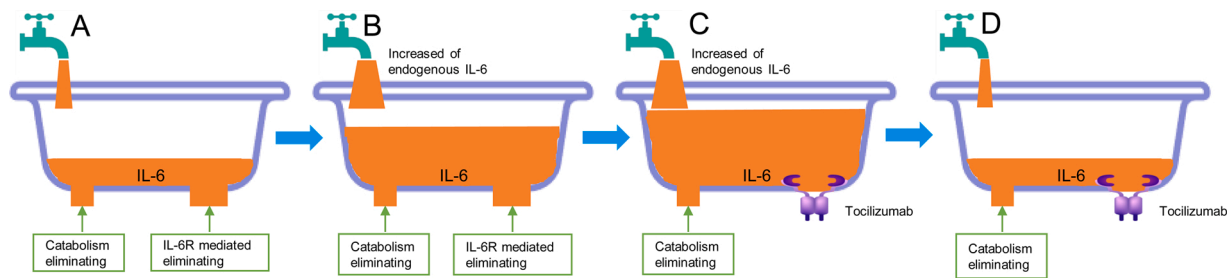 A
IL-6
Catabolism
eliminating
IL-6R mediated
eliminating
B
Increased of
endogenous IL-6
IL-6
Catabolism
eliminating
IL-6R mediated
eliminating
C
Increased of
endogenous IL-6
IL-6
Tocilizumab
Catabolism
eliminating
D
IL-6
Tocilizumab
Catabolism
eliminating